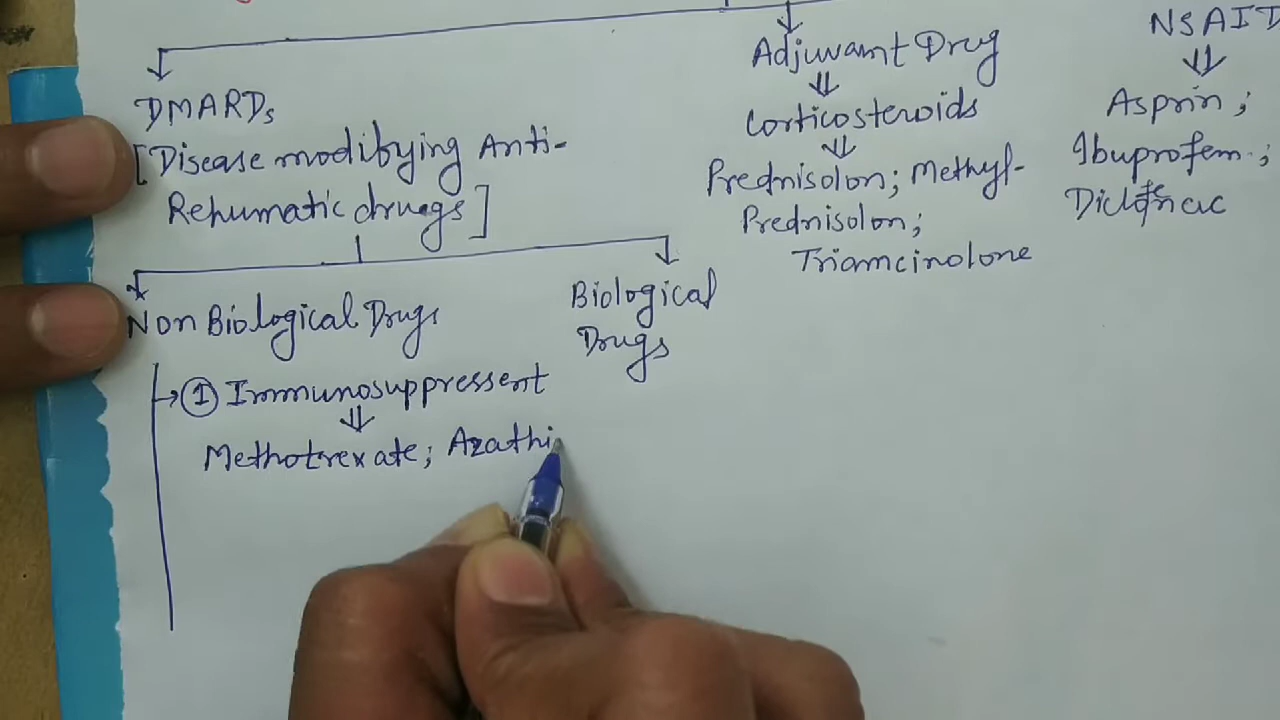 DMARDs
[Disease modifying Anti-
Rehumatic drugs]
Non Biological Drugs
① Immunosuppressent
Methotrexate; Azathi
Biological
Drugs
Adjuvant Drug
Corticosteroids
Prednisolon; Methyl-
Prednisolon;
Triamcinolone
NSAID
Asprin;
Ibuprofem.;
Diclofenac